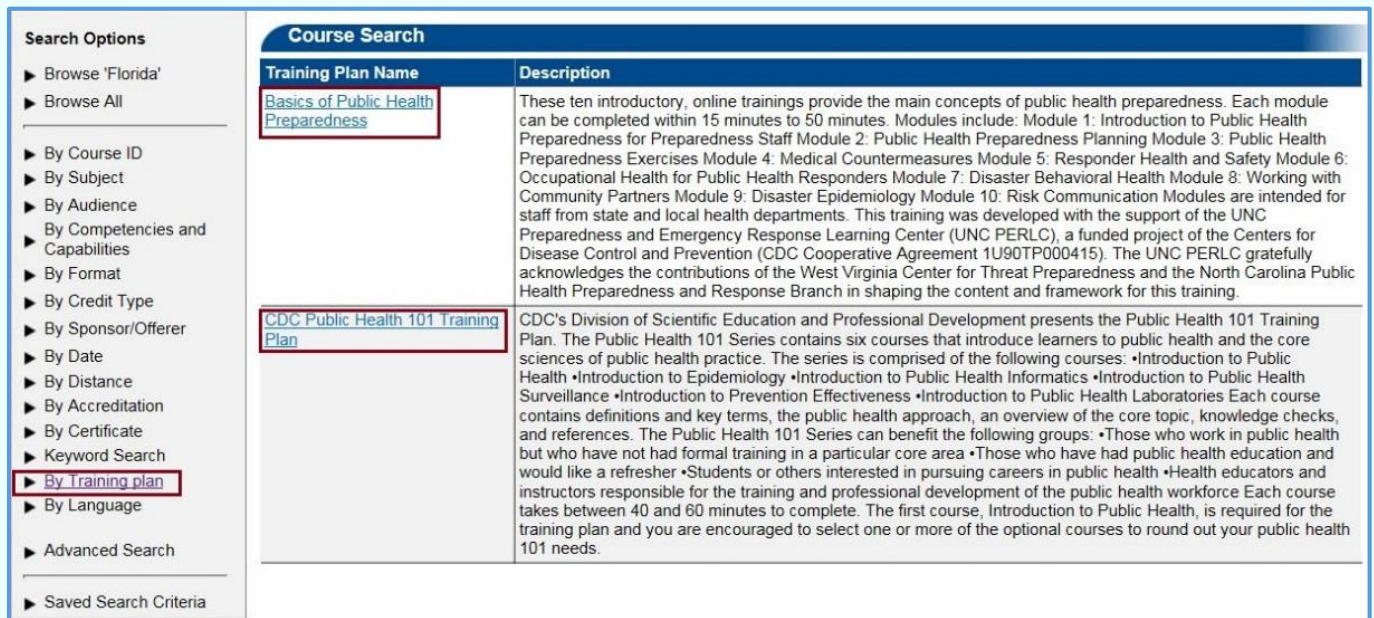 Search Options
Browse 'Florida'
Browse All
By Course ID
By Subject
By Audience
By Competencies and
Capabilities
By Format
By Credit Type
By Sponsor/Offerer
By Date
By Distance
By Accreditation
By Certificate
Keyword Search
By Training plan
By Language
Advanced Search
Saved Search Criteria
Course Search
Training Plan Name
Description
Basics of Public Health
Preparedness
These ten introductory, online trainings provide the main concepts of public health preparedness. Each module
can be completed within 15 minutes to 50 minutes. Modules include: Module 1: Introduction to Public Health
Preparedness for Preparedness Staff Module 2: Public Health Preparedness Planning Module 3: Public Health
Preparedness Exercises Module 4: Medical Countermeasures Module 5: Responder Health and Safety Module 6:
Occupational Health for Public Health Responders Module 7: Disaster Behavioral Health Module 8: Working with
Community Partners Module 9: Disaster Epidemiology Module 10: Risk Communication Modules are intended for
staff from state and local health departments. This training was developed with the support of the UNC
Preparedness and Emergency Response Learning Center (UNC PERLC), a funded project of the Centers for
Disease Control and Prevention (CDC Cooperative Agreement 1U90TP000415). The UNC PERLC gratefully
acknowledges the contributions of the West Virginia Center for Threat Preparedness and the North Carolina Public
Health Preparedness and Response Branch in shaping the content and framework for this training.
CDC Public Health 101 Training
Plan
CDC's Division of Scientific Education and Professional Development presents the Public Health 101 Training
Plan. The Public Health 101 Series contains six courses that introduce learners to public health and the core
sciences of public health practice. The series is comprised of the following courses: •Introduction to Public
Health •Introduction to Epidemiology •Introduction to Public Health Informatics •Introduction to Public Health
Surveillance •Introduction to Prevention Effectiveness •Introduction to Public Health Laboratories Each course
contains definitions and key terms, the public health approach, an overview of the core topic, knowledge checks,
and references. The Public Health 101 Series can benefit the following groups: •Those who work in public health
but who have not had formal training in a particular core area •Those who have had public health education and
would like a refresher •Students or others interested in pursuing careers in public health •Health educators and
instructors responsible for the training and professional development of the public health workforce Each course
takes between 40 and 60 minutes to complete. The first course, Introduction to Public Health, is required for the
training plan and you are encouraged to select one or more of the optional courses to round out your public health
101 needs.